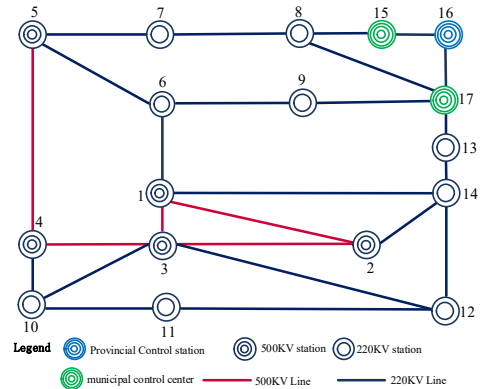 5 7 8 15 16
6 9 17
13
1 14
4 3 2
10 11 12
Legend Provincial Control station 500KV station 220KV station
municipal control center 500KV Line 220KV Line